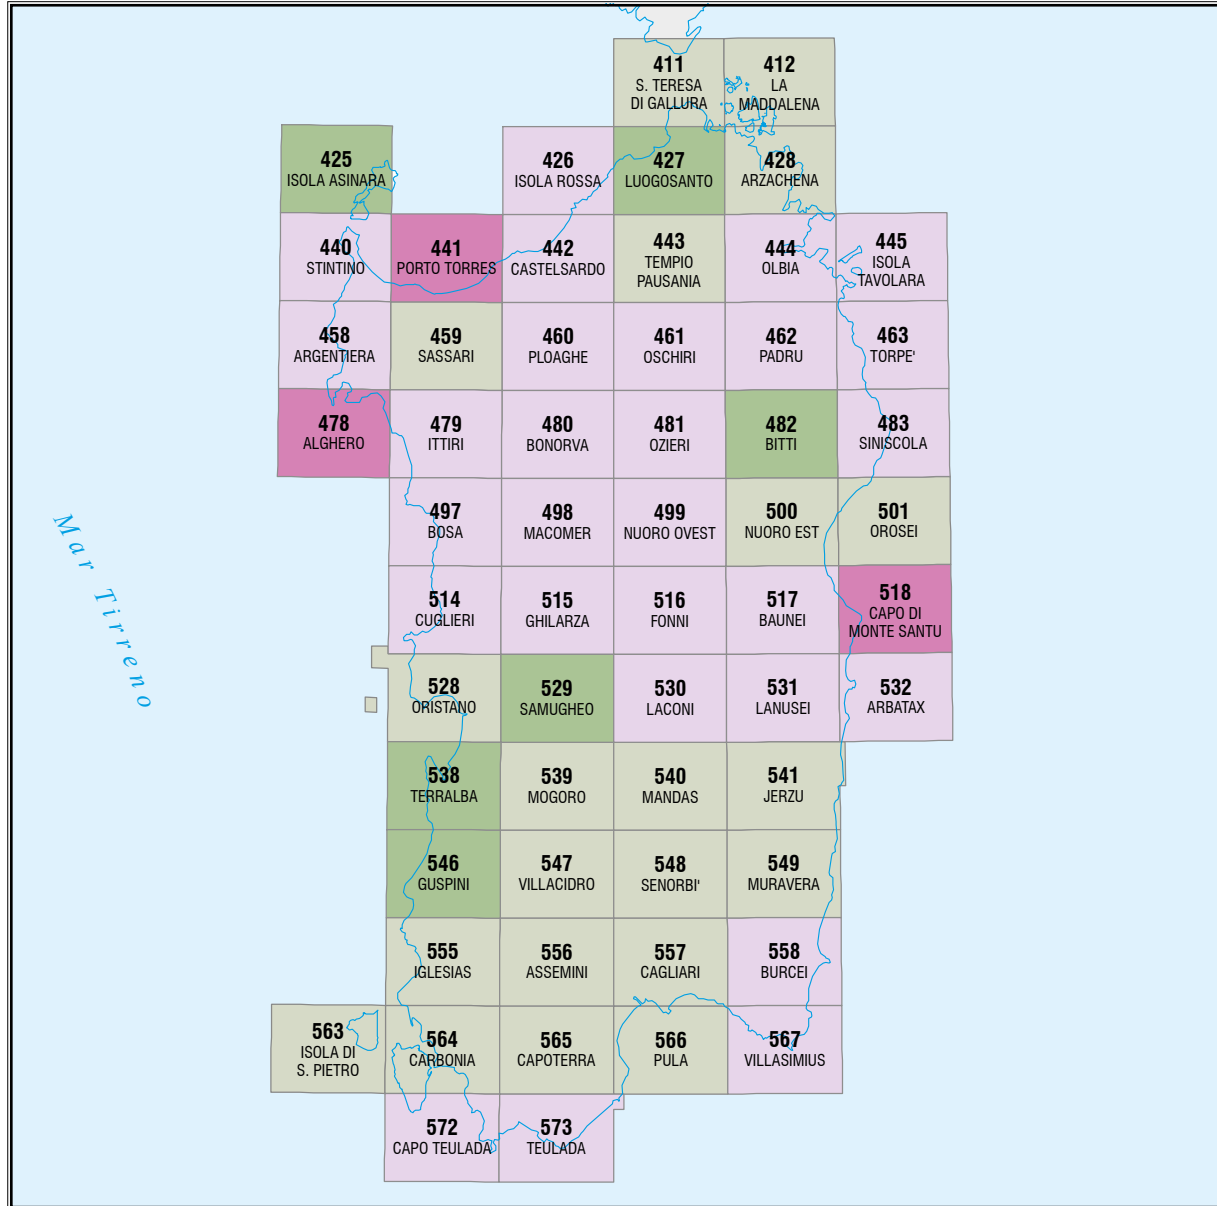 411
S. TERESA
DI GALLURA
412
LA
MADDALENA
425
ISOLA ASINARA
426
ISOLA ROSSA
427
LUOGOSANTO
428
ARZACHENA
440
STINTINO
441
PORTO TORRES
442
CASTELSARDO
443
TEMPIO
PAUSANIA
444
OLBIA
445
ISOLA
TAVOLARA
458
ARGENTIERA
459
SASSARI
460
PLOAGHE
461
OSCHIRI
462
PADRU
463
TORPE'
478
ALGHERO
479
ITTIRI
480
BONORVA
481
OZIERI
482
BITTI
483
SINISCOLA
497
BOSA
498
MACOMER
499
NUORO OVEST
500
NUORO EST
501
OROSEI
Mar Tirreno
514
CUGLIERI
515
GHILARZA
516
FONNI
517
BAUNEI
518
CAPO DI
MONTE SANTU
528
ORISTANO
529
SAMUGHEO
530
LACONI
531
LANUSEI
532
ARBATAX
538
TERRALBA
539
MOGORO
540
MANDAS
541
JERZU
546
GUSPINI
547
VILLACIDRO
548
SENORBI'
549
MURAVERA
555
IGLESIAS
556
ASSEMINI
557
CAGLIARI
558
BURCEI
563
ISOLA DI
S. PIETRO
564
CARBONIA
565
CAPOTERRA
566
PULA
567
VILLASIMIUS
572
CAPO TEULADA
573
TEULADA